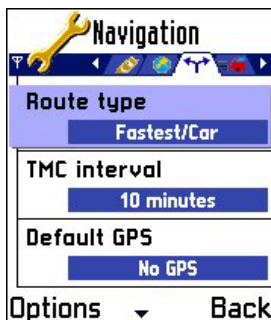 Navigation
Route type
Fastest/Car
TMC interval
10 minutes
Default GPS
No GPS
Options
Back